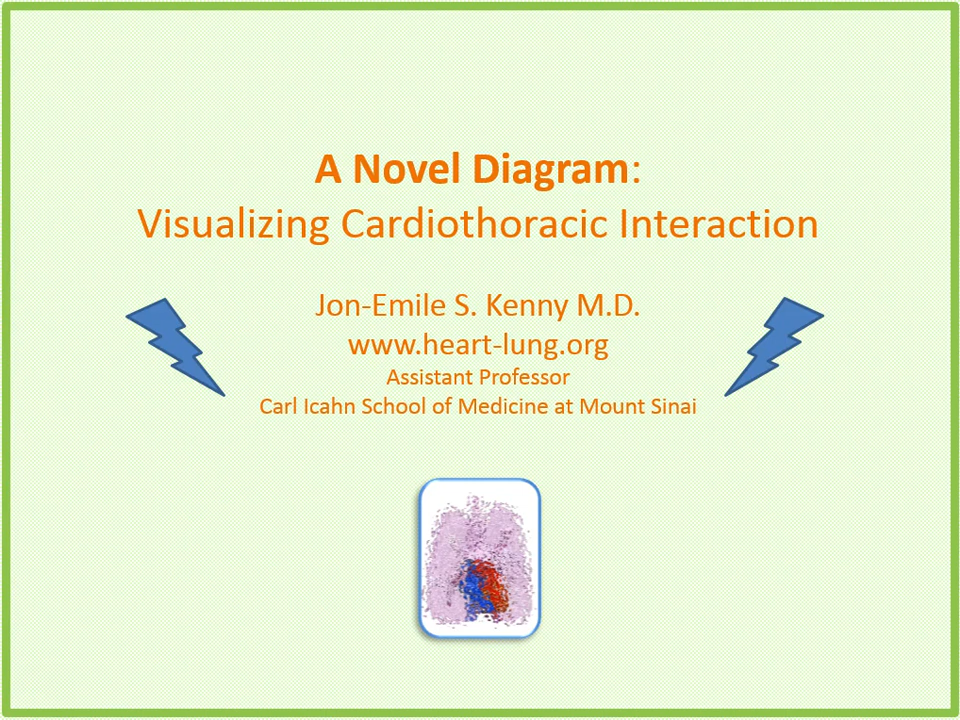 A Novel Diagram:
Visualizing Cardiothoracic Interaction
Jon-Emile S. Kenny M.D.
www.heart-lung.org
Assistant Professor
Carl Icahn School of Medicine at Mount Sinai